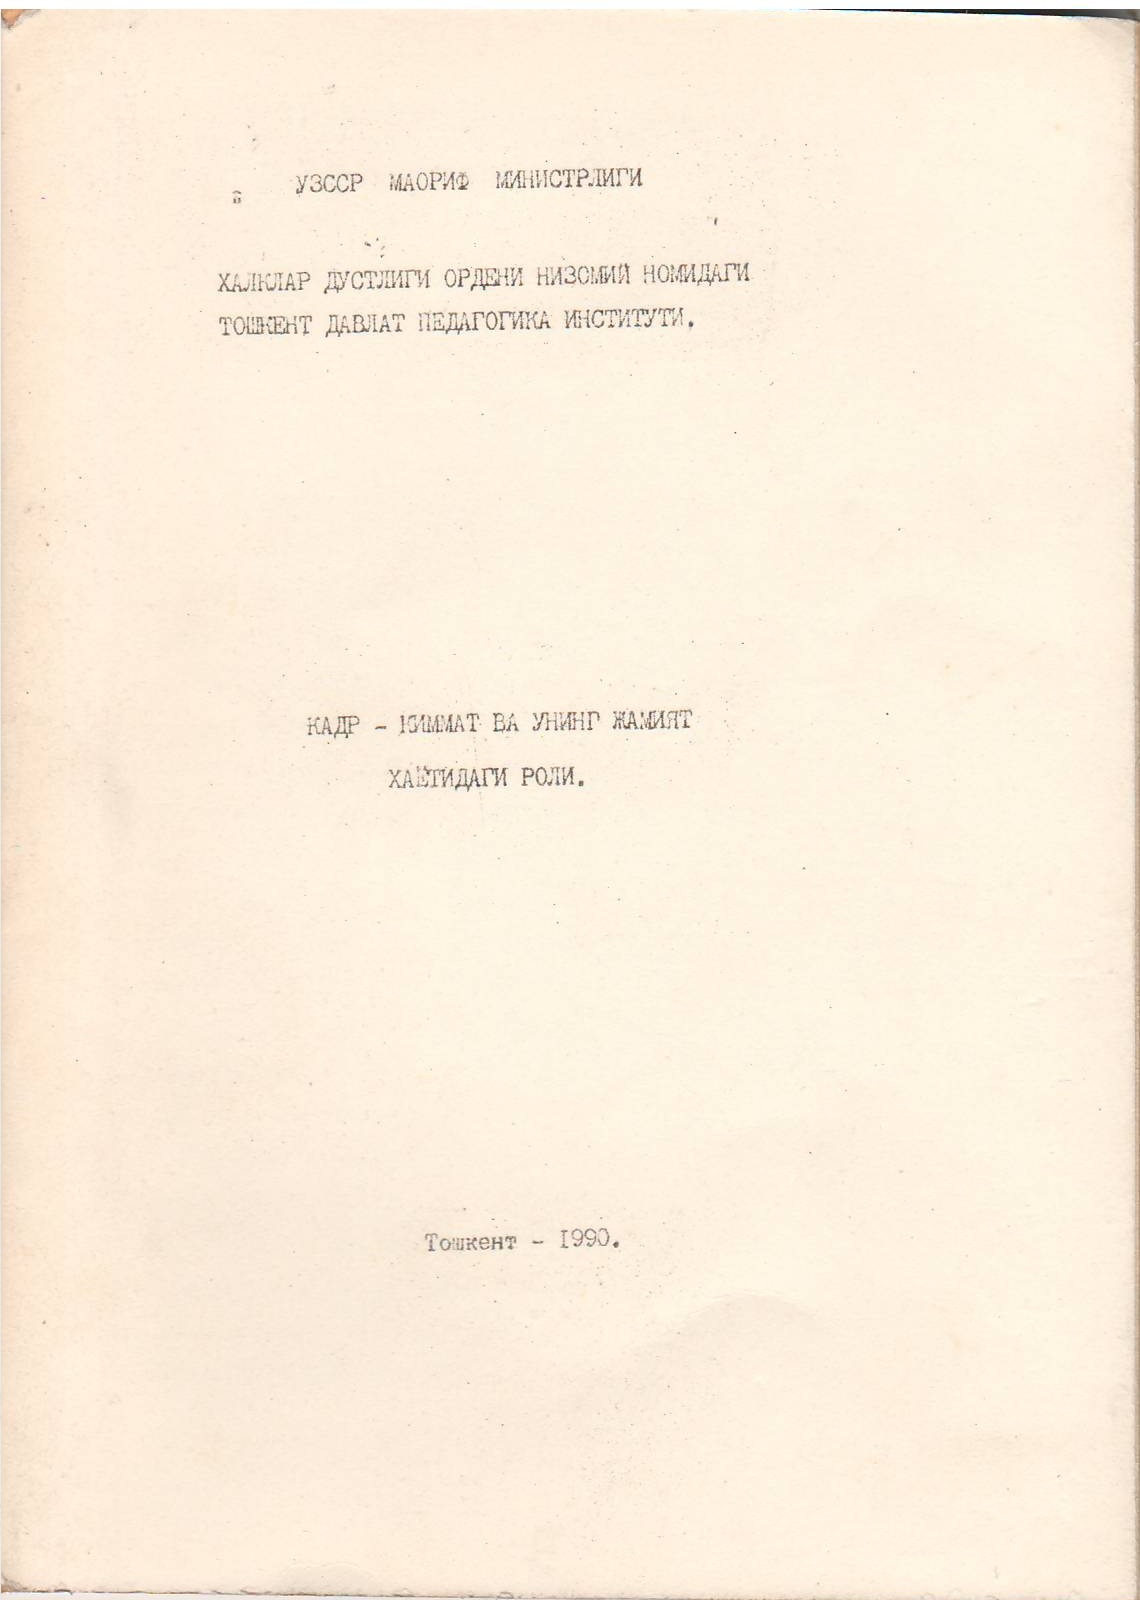 УЗССР МАОРИФ МИНИСТРЛИГИ
ХАЛКЛАР ДУСТЛИГИ ОРДЕНИ НИЗОМИЙ НОМИДАГИ
ТОШКЕНТ ДАВЛАТ ПЕДАГОГИКА ИНСТИТУТИ.
КАДР - КИММАТ ВА УНИНГ ЖАМИЯТ
ХАЁТИДАГИ РОЛИ.
Тошкент - I990.